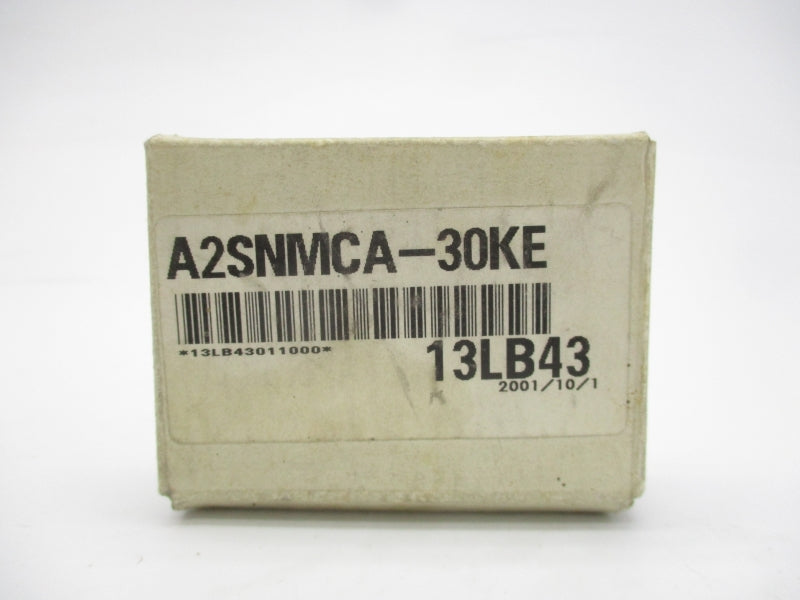 A2SNMCA-30KE
*13LB43011000*
13LB43
2001/10/1